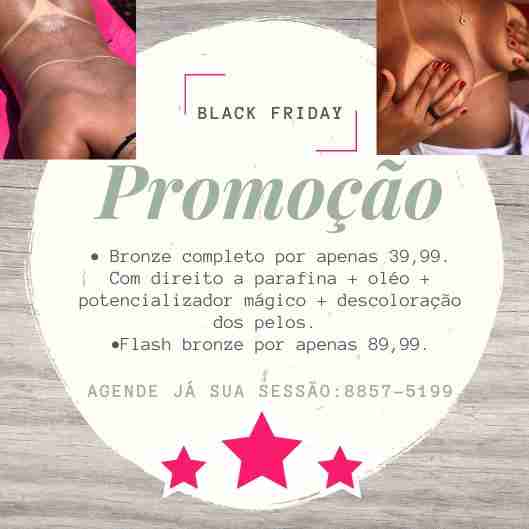 BLACK FRIDAY
Promoção
• Bronze completo por apenas 39,99.
Com direito a parafina + oléo +
potencializador mágico + descoloração
dos pelos.
•Flash bronze por apenas 89,99.
AGENDE JÁ SUA SESSÃO:8857-5199